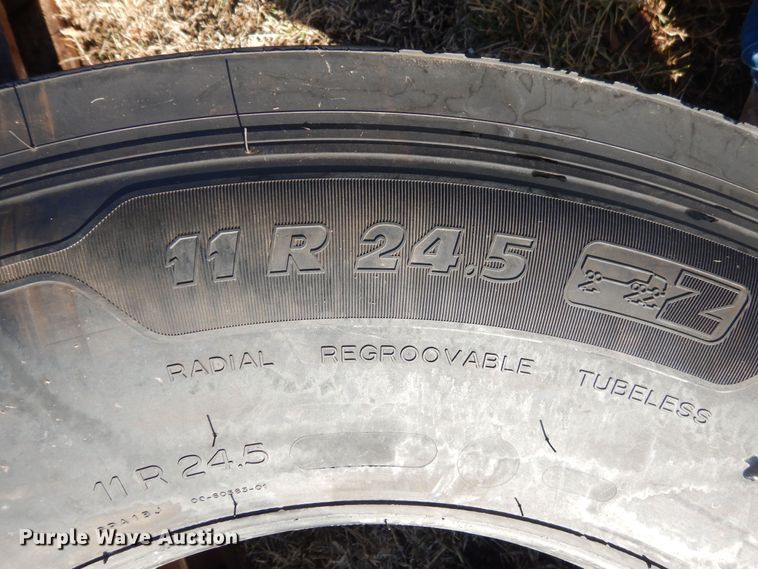 11 R 24.5 Z
RADIAL REGROOVABLE TUBELESS
11 R 24.5
Purple Wave Auction